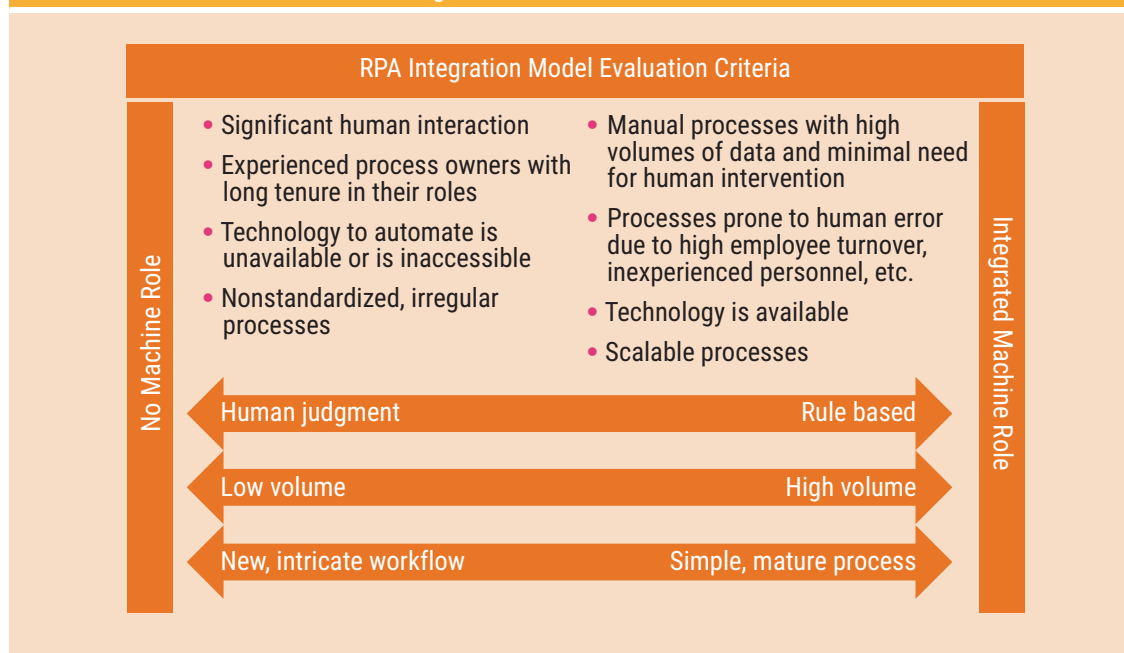 RPA Integration Model Evaluation Criteria
No Machine Role
• Significant human interaction
• Experienced process owners with
long tenure in their roles
• Technology to automate is
unavailable or is inaccessible
• Nonstandardized, irregular
processes
• Manual processes with high
volumes of data and minimal need
for human intervention
• Processes prone to human error
due to high employee turnover,
inexperienced personnel, etc.
• Technology is available
• Scalable processes
Integrated Machine Role
Human judgment Rule based
Low volume High volume
New, intricate workflow Simple, mature process